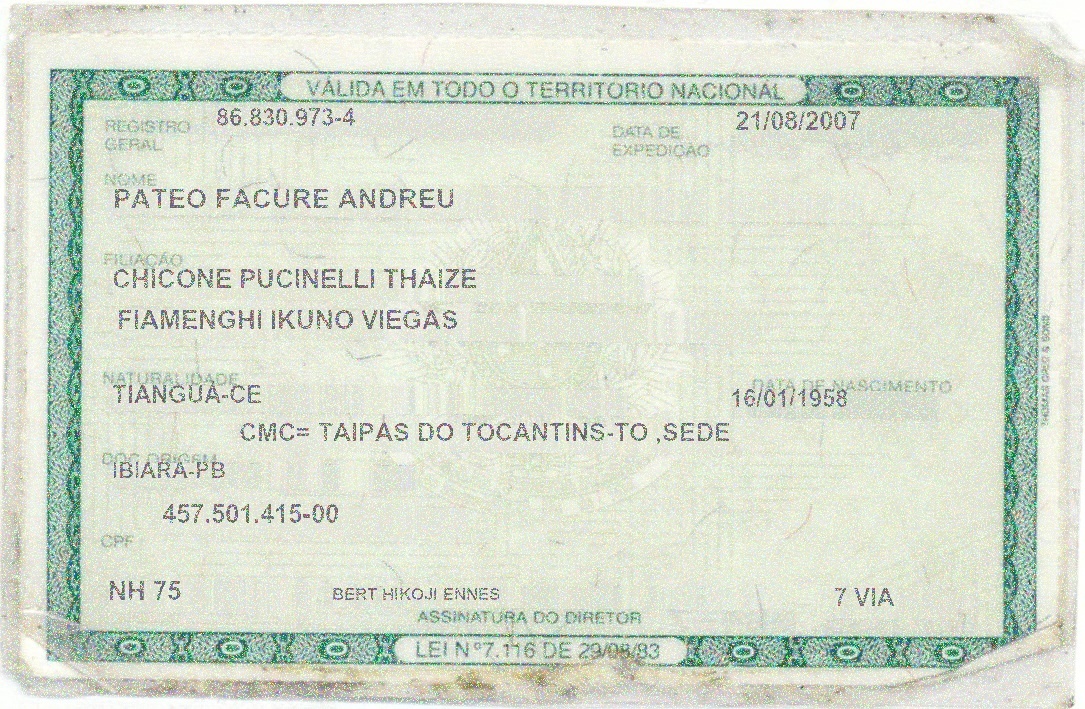 VÁLIDA EM TODO O TERRITÓRIO NACIONAL
REGISTRO GERAL 86.830.973-4 DATA DE EXPEDIÇÃO 21/08/2007
NOME
PATEO FACURE ANDREU
FILIAÇÃO
CHICONE PUCINELLI THAIZE
FIAMENGHI IKUNO VIEGAS
NATURALIDADE DATA DE NASCIMENTO
TIANGUÁ-CE 16/01/1958
CMC= TAIPAS DO TOCANTINS-TO ,SEDE
DOC ORIGEM
IBIARA-PB
457.501.415-00
CPF
NH 75 BERT HIKOJI ENNES 7 VIA
ASSINATURA DO DIRETOR
LEI Nº7.116 DE 29/08/83
THOMAS GREG & SONS